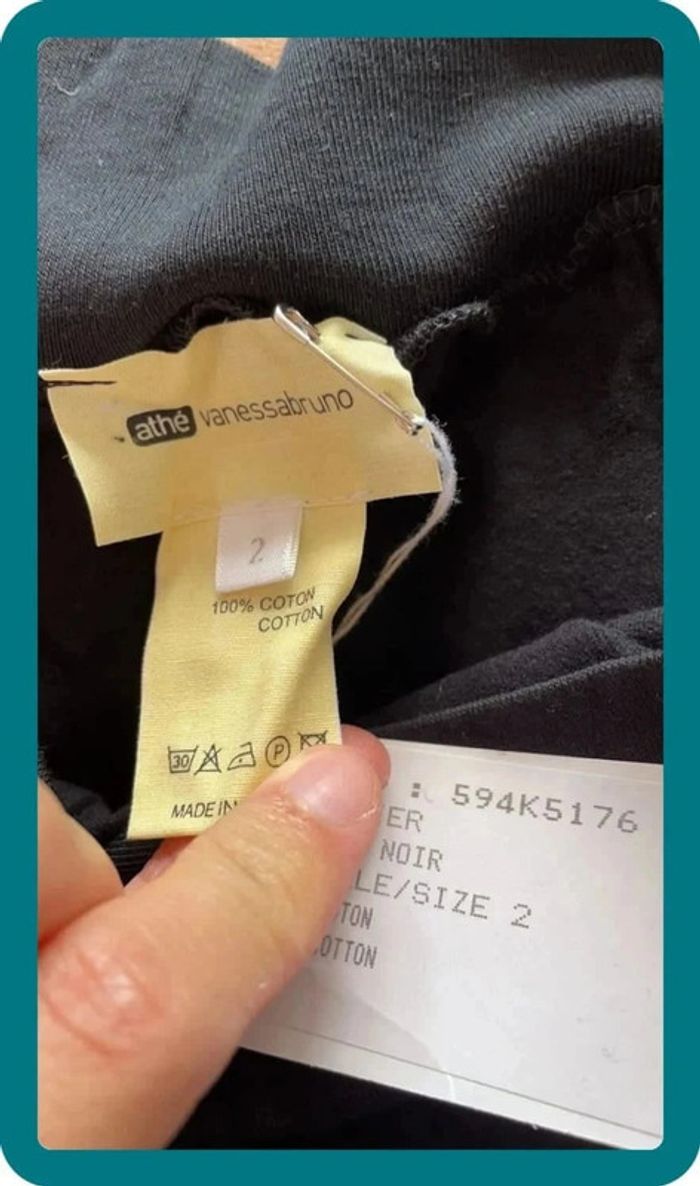 athé vanessabruno
2
100% COTON
COTTON
30 P
MADE IN
: 594K5176
ER
NOIR
LE/SIZE 2
TON
OTTON